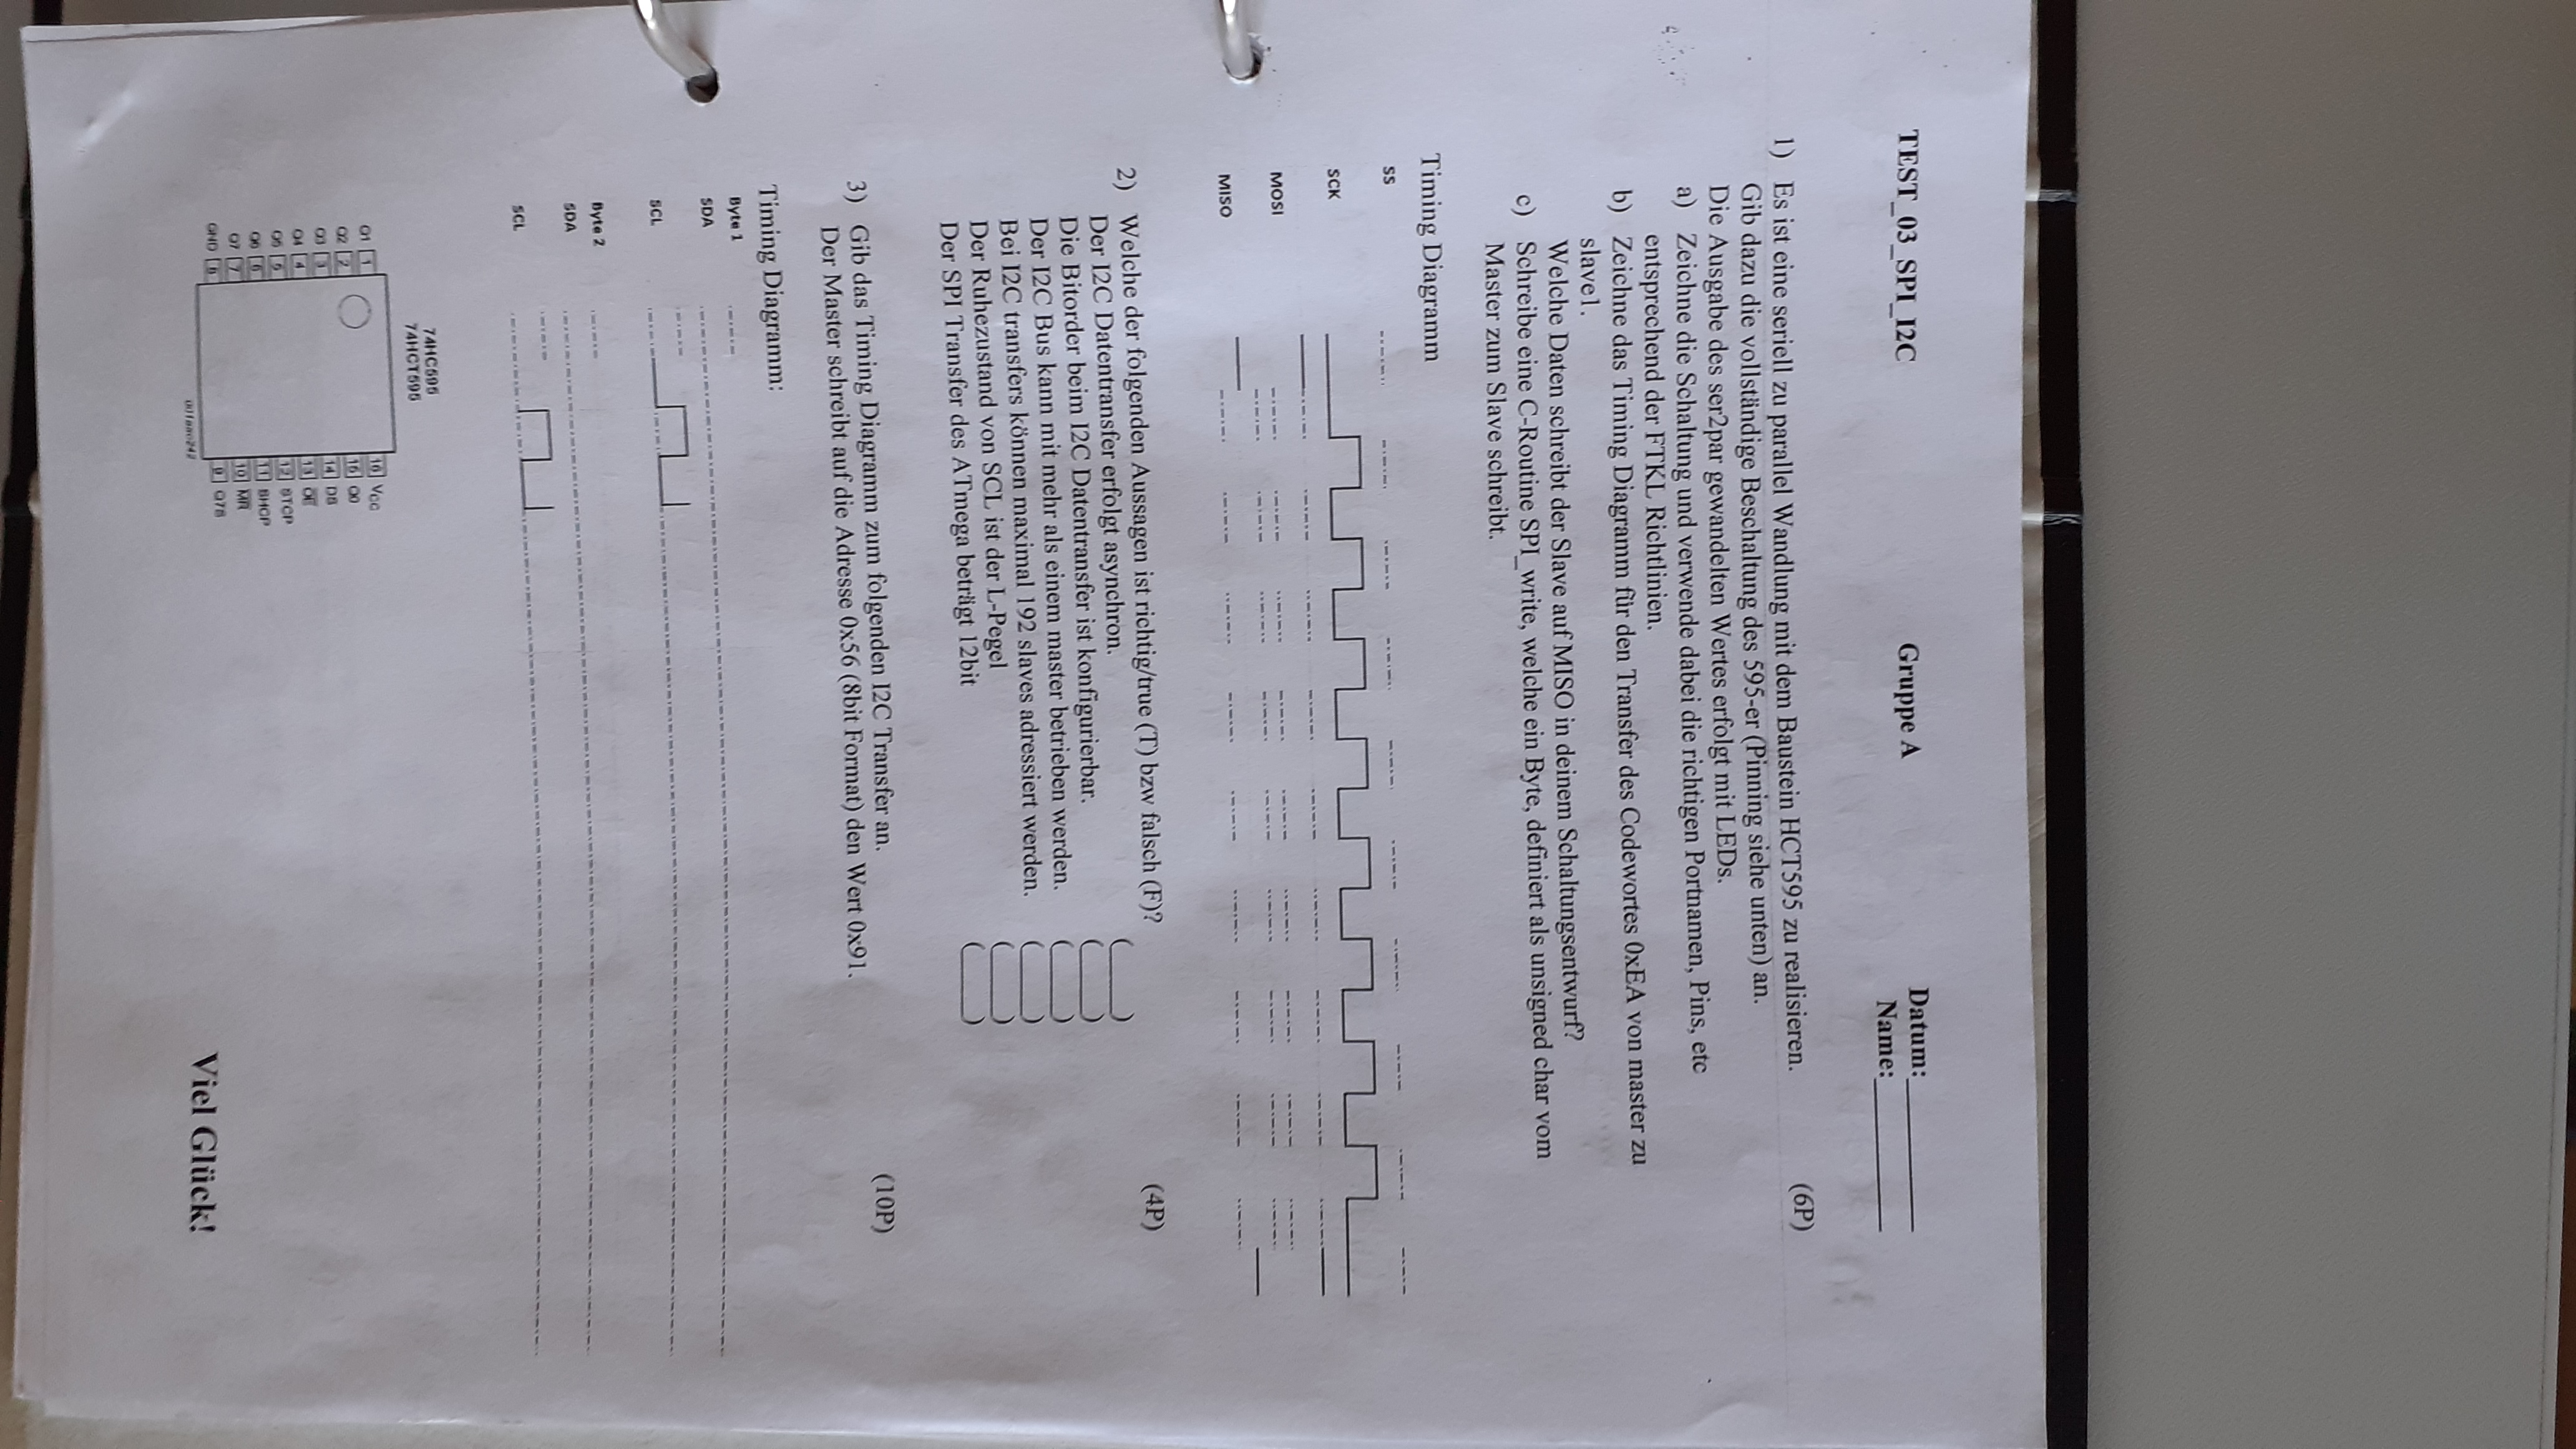 TEST_03_SPI_I2C Gruppe A Datum:
Name:
1) Es ist eine seriell zu parallel Wandlung mit dem Baustein HCT595 zu realisieren. (6P)
Gib dazu die vollständige Beschaltung des 595-er (Pinning siehe unten) an.
Die Ausgabe des ser2par gewandelten Wertes erfolgt mit LEDs.
a) Zeichne die Schaltung und verwende dabei die richtigen Portnamen, Pins, etc
entsprechend der FTKL Richtlinien.
b) Zeichne das Timing Diagramm für den Transfer des Codewortes 0xEA von master zu
slave1.
Welche Daten schreibt der Slave auf MISO in deinem Schaltungsentwurf?
c) Schreibe eine C-Routine SPI_write, welche ein Byte, definiert als unsigned char vom
Master zum Slave schreibt.
Timing Diagramm
SS
SCK
MOSI
MISO
2) Welche der folgenden Aussagen ist richtig/true (T) bzw falsch (F)? (4P)
Der I2C Datentransfer erfolgt asynchron. (____)
Die Bitorder beim I2C Datentransfer ist konfigurierbar. (____)
Der I2C Bus kann mit mehr als einem master betrieben werden. (____)
Bei I2C transfers können maximal 192 slaves adressiert werden. (____)
Der Ruhezustand von SCL ist der L-Pegel (____)
Der SPI Transfer des ATmega beträgt 12bit (____)
3) Gib das Timing Diagramm zum folgenden I2C Transfer an. (10P)
Der Master schreibt auf die Adresse 0x56 (8bit Format) den Wert 0x91.
Timing Diagramm:
Byte 1
SDA
SCL
Byte 2
SDA
SCL
74HC595
74HCT595
Q1 1 16 VCC
Q2 2 15 Q0
Q3 3 14 DS
Q4 4 13 OE
Q5 5 12 STCP
Q6 6 11 SHCP
Q7 7 10 MR
GND 8 9 Q7S
Viel Glück!